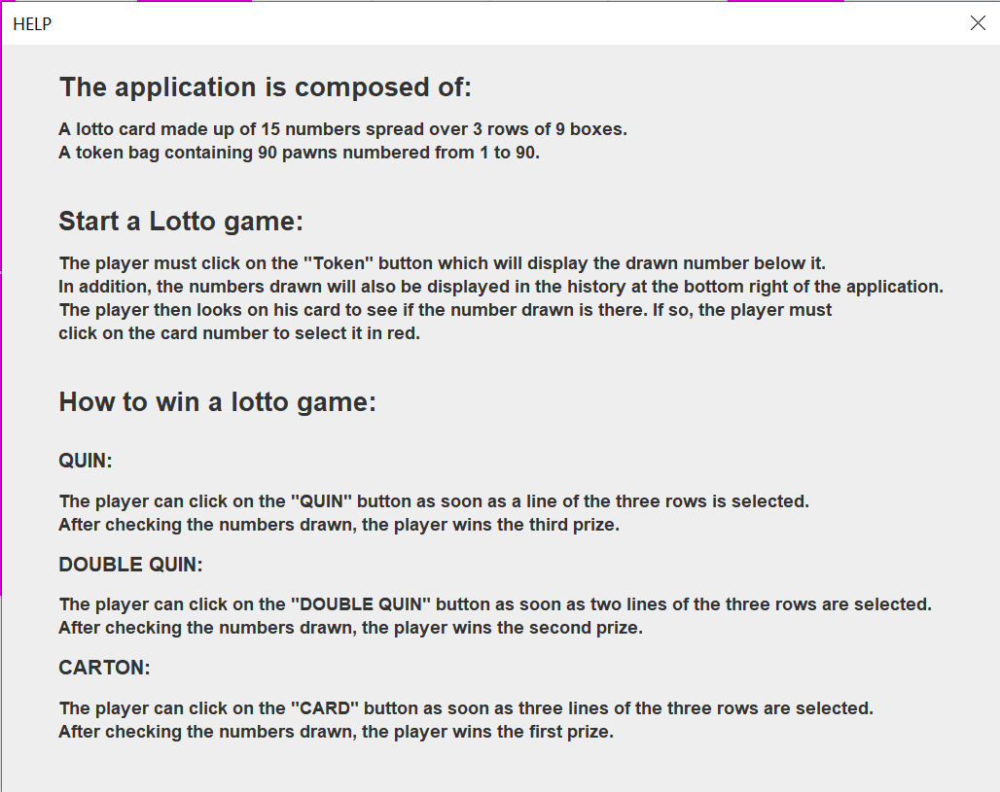 HELP
The application is composed of:
A lotto card made up of 15 numbers spread over 3 rows of 9 boxes.
A token bag containing 90 pawns numbered from 1 to 90.
Start a Lotto game:
The player must click on the "Token" button which will display the drawn number below it.
In addition, the numbers drawn will also be displayed in the history at the bottom right of the application.
The player then looks on his card to see if the number drawn is there. If so, the player must
click on the card number to select it in red.
How to win a lotto game:
QUIN:
The player can click on the "QUIN" button as soon as a line of the three rows is selected.
After checking the numbers drawn, the player wins the third prize.
DOUBLE QUIN:
The player can click on the "DOUBLE QUIN" button as soon as two lines of the three rows are selected.
After checking the numbers drawn, the player wins the second prize.
CARTON:
The player can click on the "CARD" button as soon as three lines of the three rows are selected.
After checking the numbers drawn, the player wins the first prize.